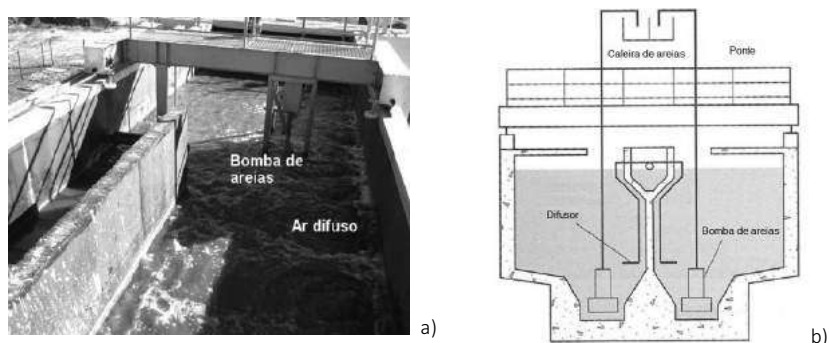 Bomba de
areias
Ar difuso
a)
Caleira de areias
Ponte
Difusor
Bomba de areias
b)